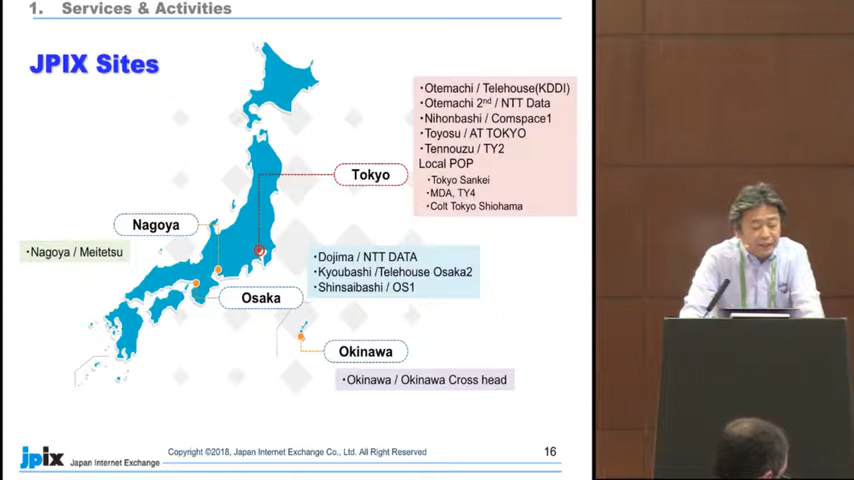 1. Services & Activities
JPIX Sites
・Otemachi / Telehouse(KDDI)
・Otemachi 2nd / NTT Data
・Nihonbashi / Comspace1
・Toyosu / AT TOKYO
・Tennouzu / TY2
Local POP
・Tokyo Sankei
・MDA, TY4
・Colt Tokyo Shiohama
Tokyo
Nagoya
・Nagoya / Meitetsu
・Dojima / NTT DATA
・Kyoubashi /Telehouse Osaka2
・Shinsaibashi / OS1
Osaka
Okinawa
・Okinawa / Okinawa Cross head
jpix Japan Internet Exchange
Copyright ©2018, Japan Internet Exchange Co., Ltd. All Right Reserved
16